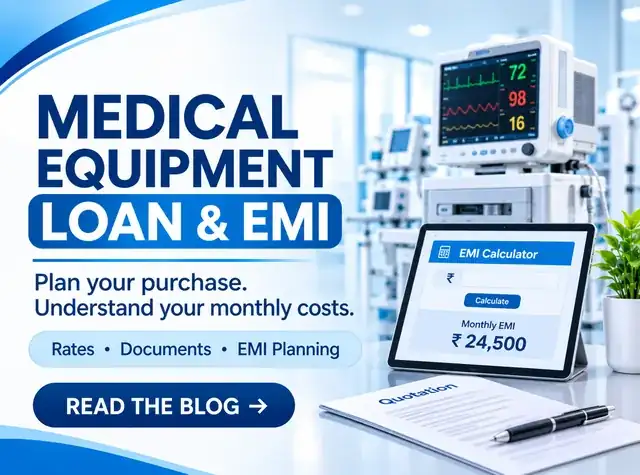 MEDICAL
EQUIPMENT
LOAN & EMI
Plan your purchase.
Understand your monthly costs.
Rates • Documents • EMI Planning
READ THE BLOG →
72
98
16
EMI Calculator
₹
Calculate
Monthly EMI
₹ 24,500
Quotation